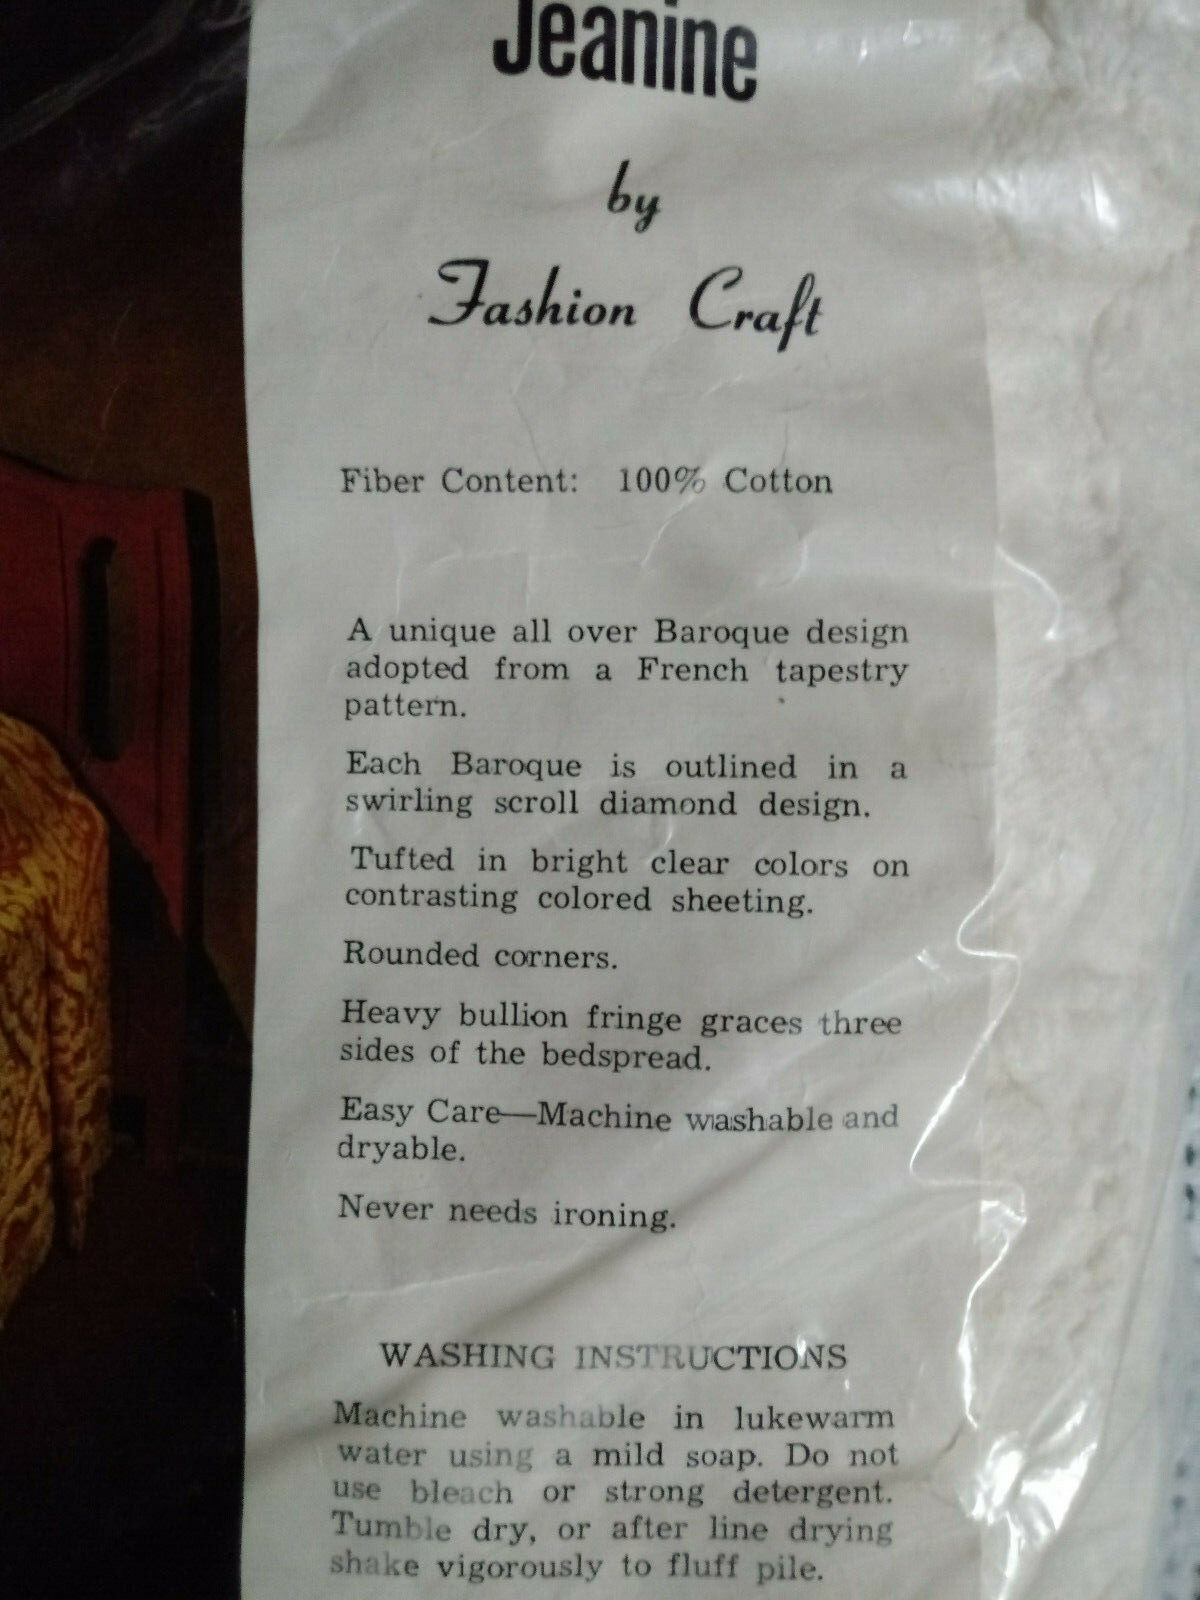 Jeanine
by
Fashion Craft
Fiber Content: 100% Cotton
A unique all over Baroque design
adopted from a French tapestry
pattern.
Each Baroque is outlined in a
swirling scroll diamond design.
Tufted in bright clear colors on
contrasting colored sheeting.
Rounded corners.
Heavy bullion fringe graces three
sides of the bedspread.
Easy Care—Machine washable and
dryable.
Never needs ironing.
WASHING INSTRUCTIONS
Machine washable in lukewarm
water using a mild soap. Do not
use bleach or strong detergent.
Tumble dry, or after line drying
shake vigorously to fluff pile.